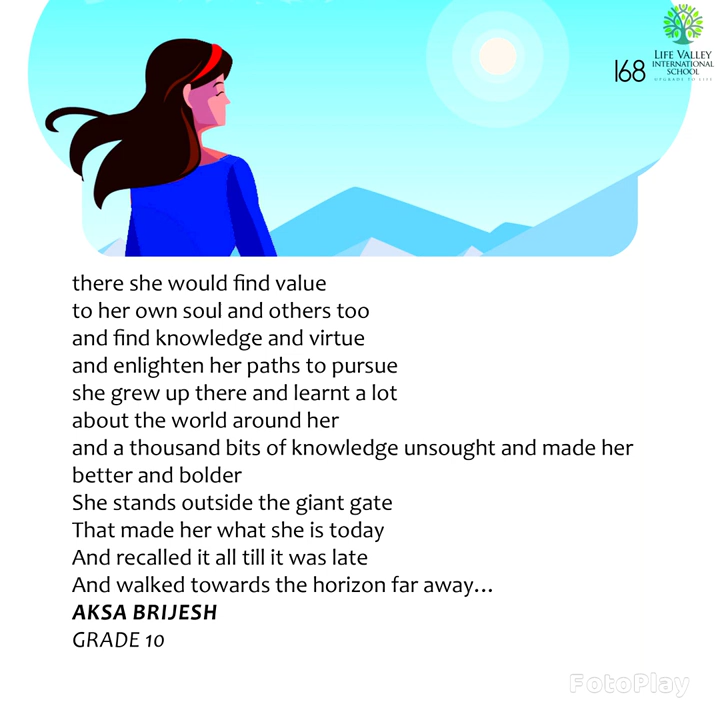 168
LIFE VALLEY
INTERNATIONAL
SCHOOL
UPGRADE TO LIFE
there she would find value
to her own soul and others too
and find knowledge and virtue
and enlighten her paths to pursue
she grew up there and learnt a lot
about the world around her
and a thousand bits of knowledge unsought and made her
better and bolder
She stands outside the giant gate
That made her what she is today
And recalled it all till it was late
And walked towards the horizon far away…
AKSA BRIJESH
GRADE 10
FotoPlay